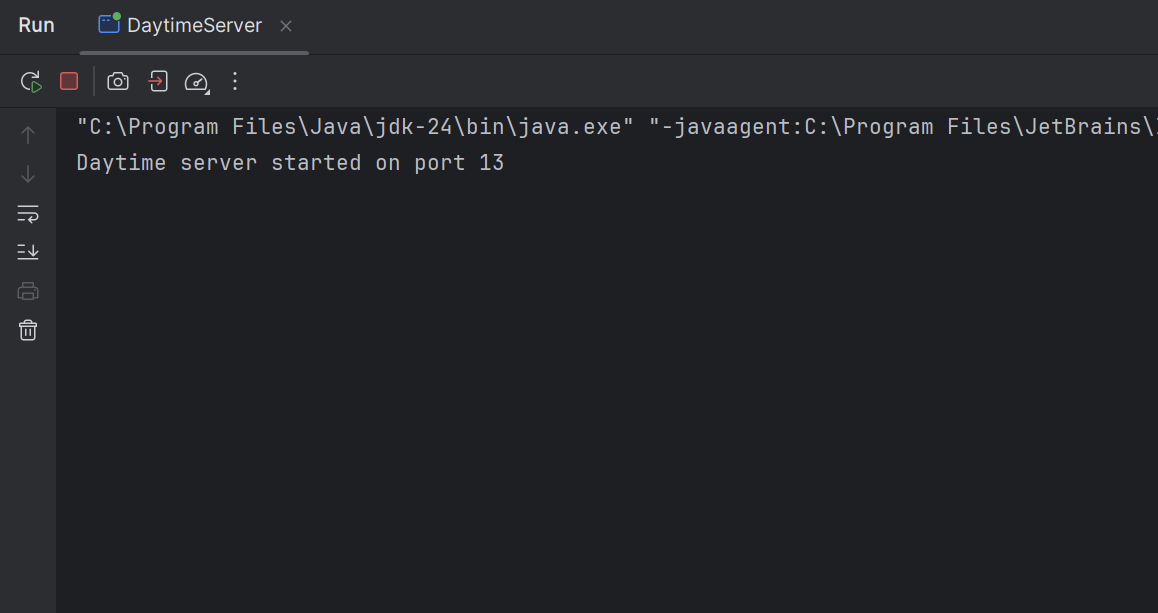 Run DaytimeServer
"C:\Program Files\Java\jdk-24\bin\java.exe" "-javaagent:C:\Program Files\JetBrains\
Daytime server started on port 13